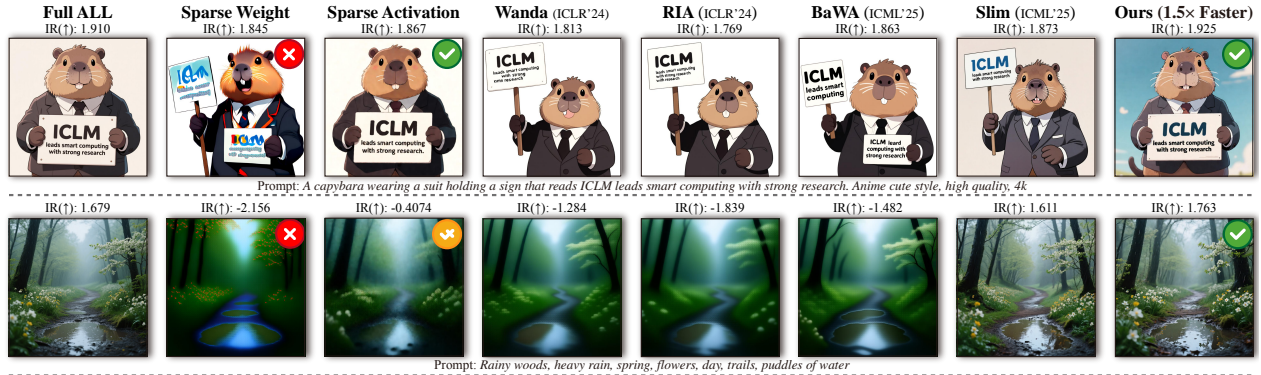 Full ALL
Sparse Weight
Sparse Activation
Wanda (ICLR'24)
RIA (ICLR'24)
BaWA (ICML'25)
Slim (ICML'25)
Ours (1.5× Faster)
IR(↑): 1.910
IR(↑): 1.845
IR(↑): 1.867
IR(↑): 1.813
IR(↑): 1.769
IR(↑): 1.863
IR(↑): 1.873
IR(↑): 1.925
ICLM
leads smart computing
with strong research
ICLM
ICLM
ICLM
leads smart computing
with strong research.
ICLM
leads smart computing
with strong
research
ICLM
leads smart computing
with strong research
with research
ICLM
leads smart
computing
ICLM leard
computing with
strong research
ICLM
leads smart computing
with strong research
ICLM
leads smart computing
with strong research
Prompt: A capybara wearing a suit holding a sign that reads ICLM leads smart computing with strong research. Anime cute style, high quality, 4k
IR(↑): 1.679
IR(↑): -2.156
IR(↑): -0.4074
IR(↑): -1.284
IR(↑): -1.839
IR(↑): -1.482
IR(↑): 1.611
IR(↑): 1.763
Prompt: Rainy woods, heavy rain, spring, flowers, day, trails, puddles of water